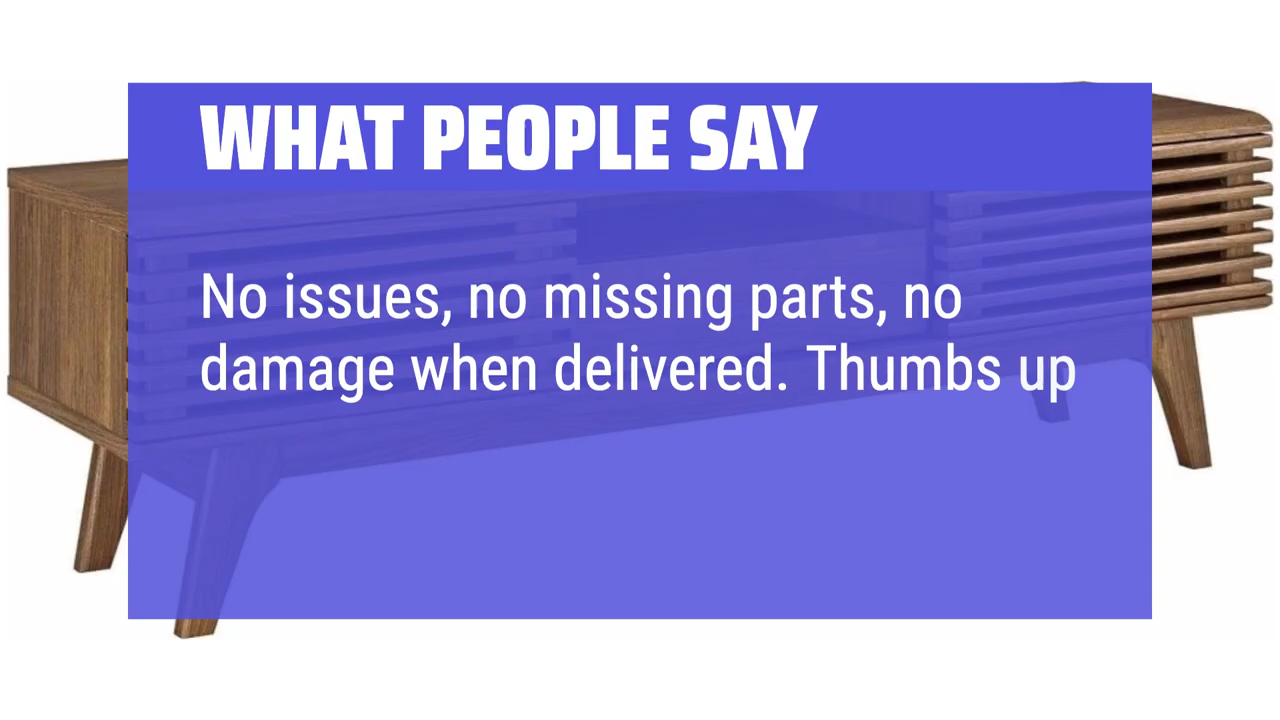 WHAT PEOPLE SAY
No issues, no missing parts, no
damage when delivered. Thumbs up